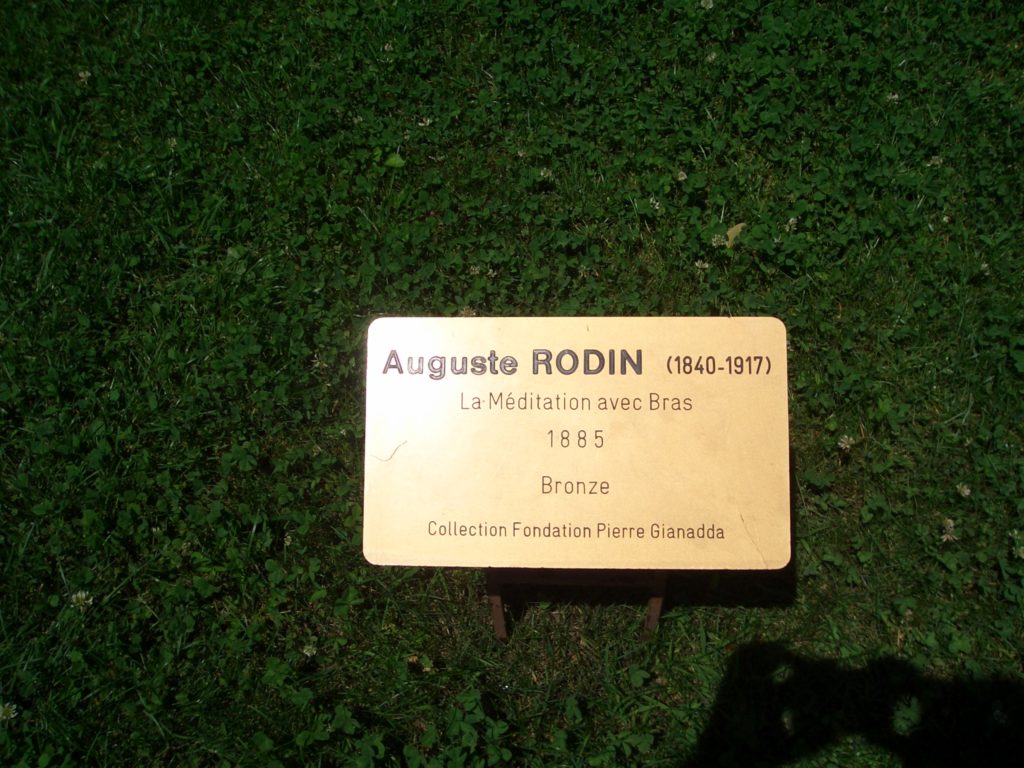 Auguste RODIN (1840-1917)
La Méditation avec Bras
1885
Bronze
Collection Fondation Pierre Gianadda